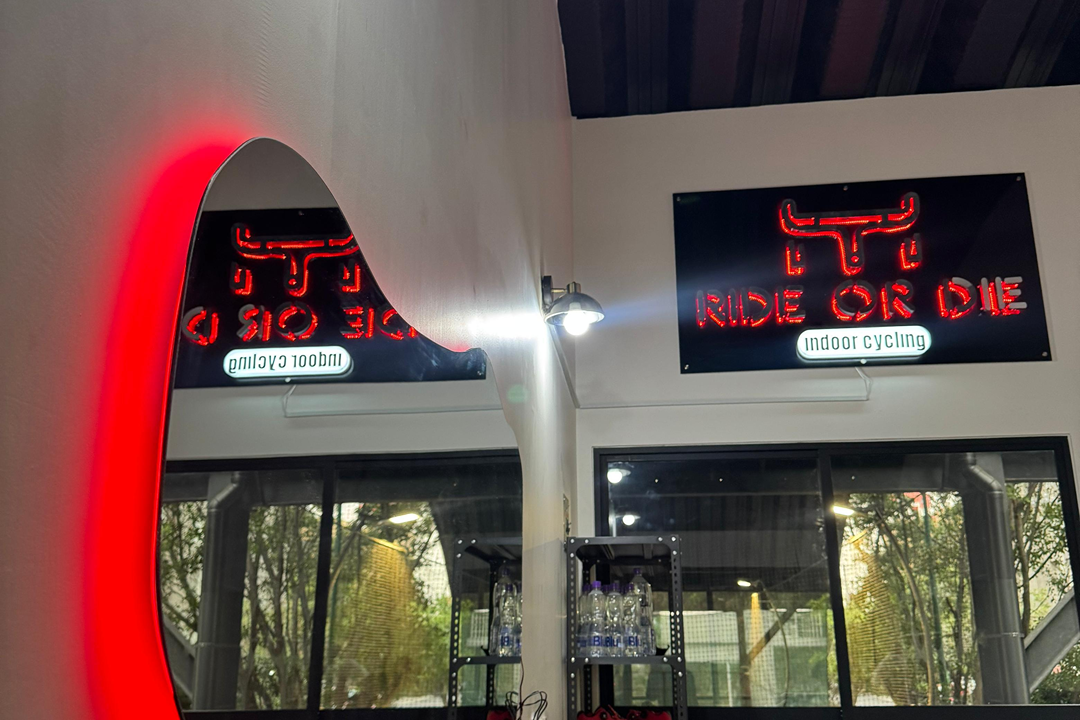 RIDE OR DIE
indoor cycling